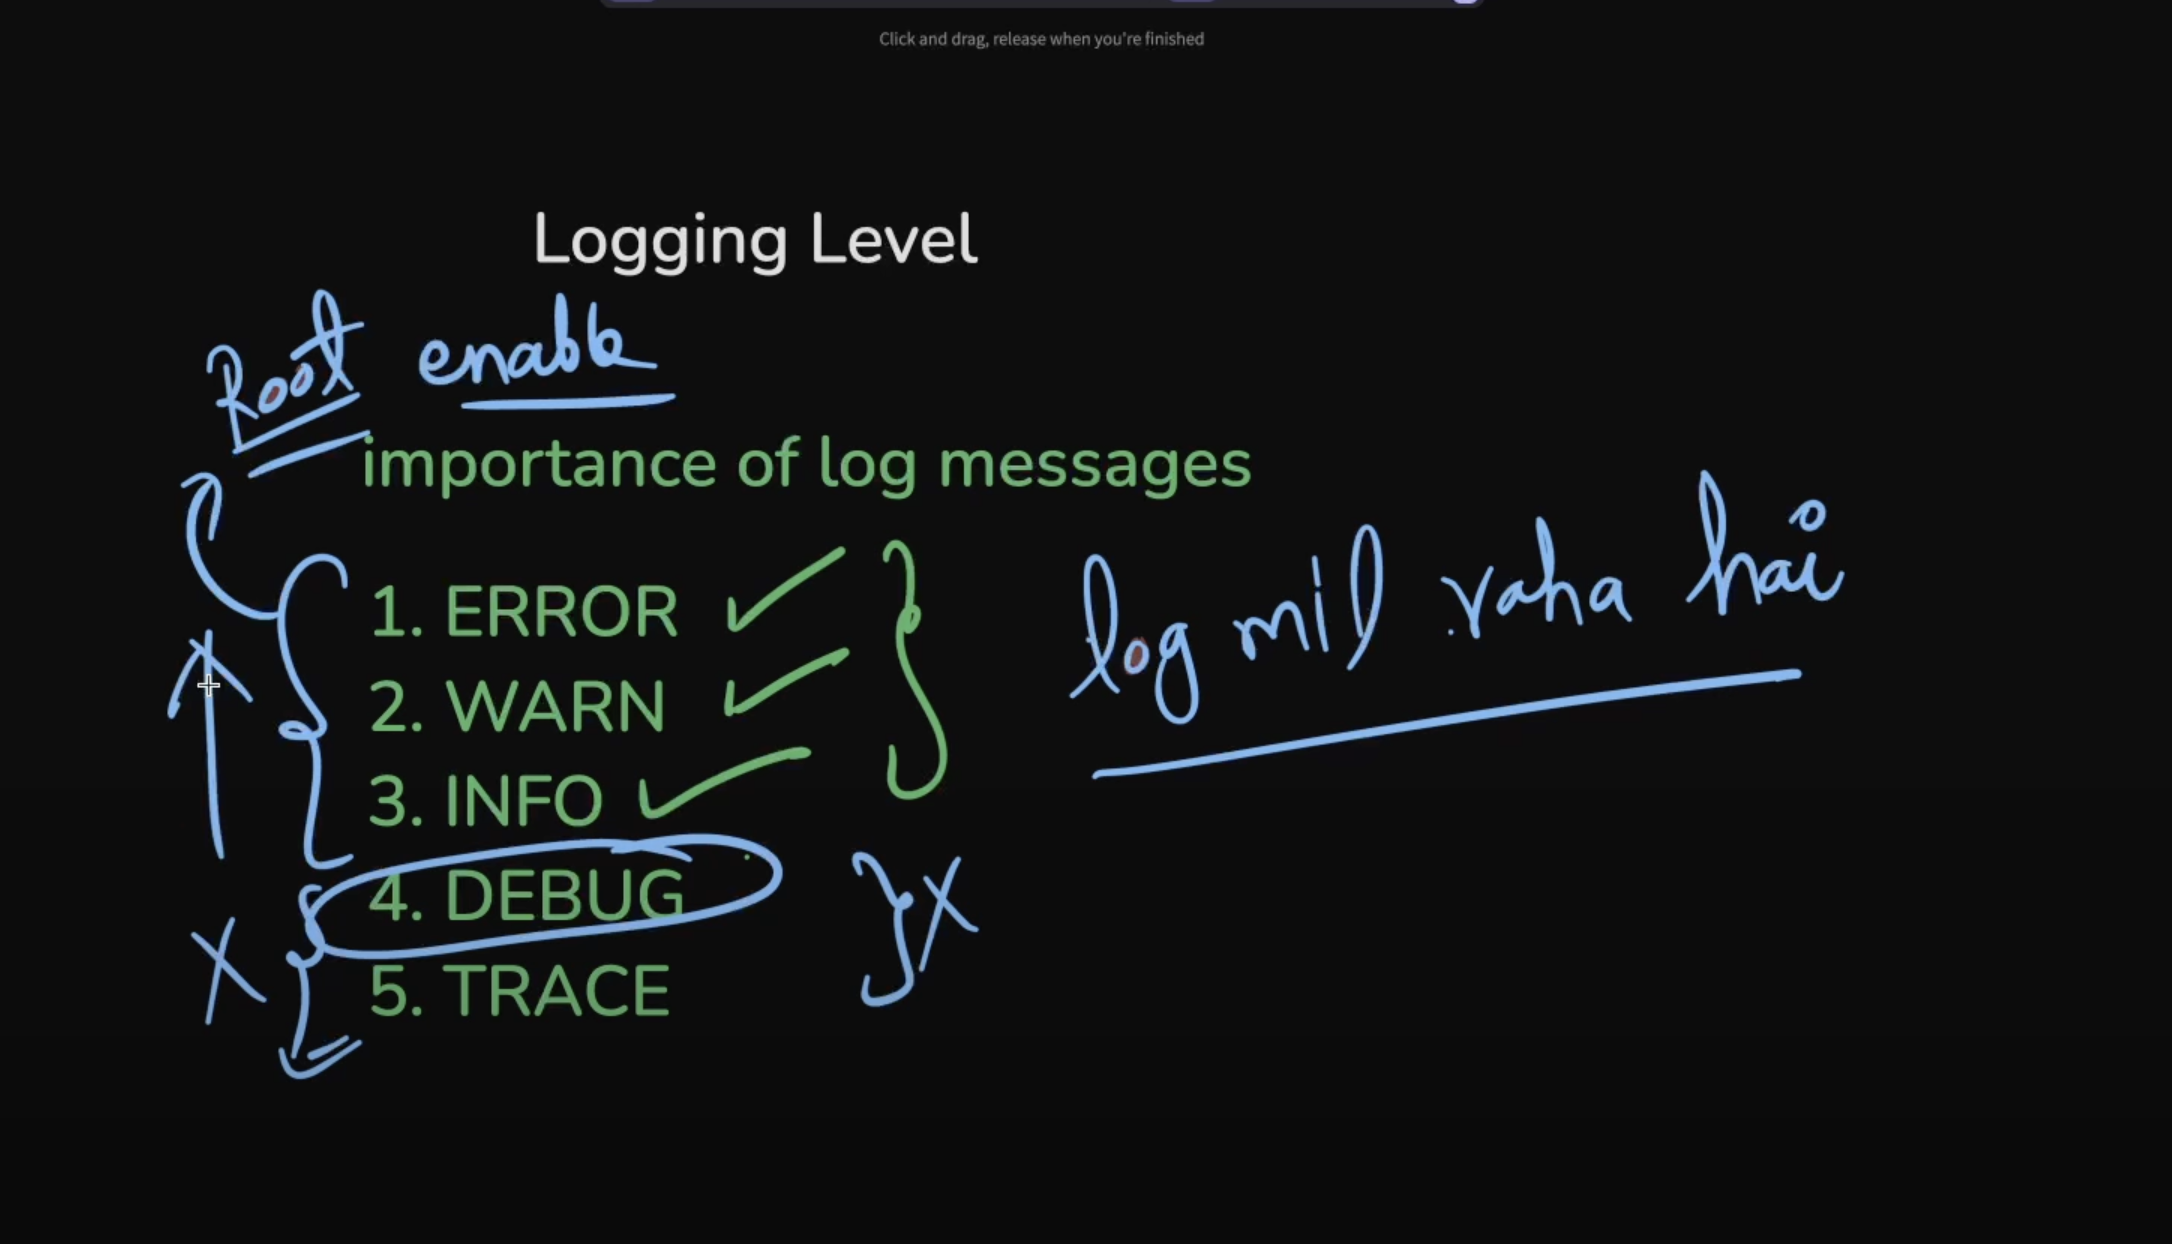 Click and drag, release when you're finished
Logging Level
Root enable
importance of log messages
1. ERROR
2. WARN
3. INFO
log mil raha hai
4. DEBUG
X
X
5. TRACE